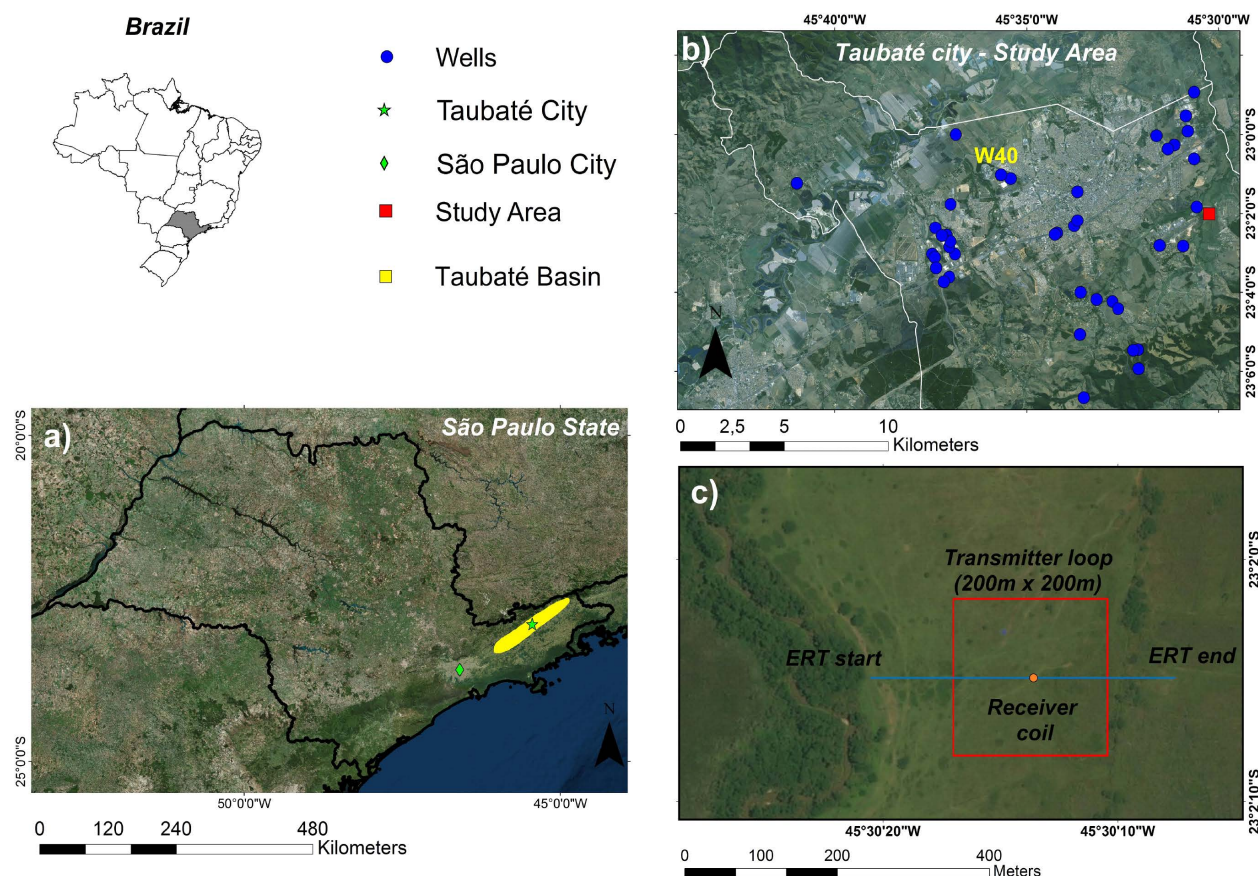 Brazil
Wells
Taubaté City
São Paulo City
Study Area
Taubaté Basin
a)
São Paulo State
20°0'0"S
25°0'0"S
N
50°0'0"W
45°0'0"W
0
120
240
480
Kilometers
45°40'0"W
45°35'0"W
45°30'0"W
b)
Taubaté city - Study Area
W40
23°0'0"S
23°2'0"S
23°4'0"S
23°6'0"S
N
0
2,5
5
10
Kilometers
c)
Transmitter loop
(200m x 200m)
ERT start
ERT end
Receiver
coil
23°2'0"S
23°2'10"S
45°30'20"W
45°30'10"W
0
100
200
400
Meters